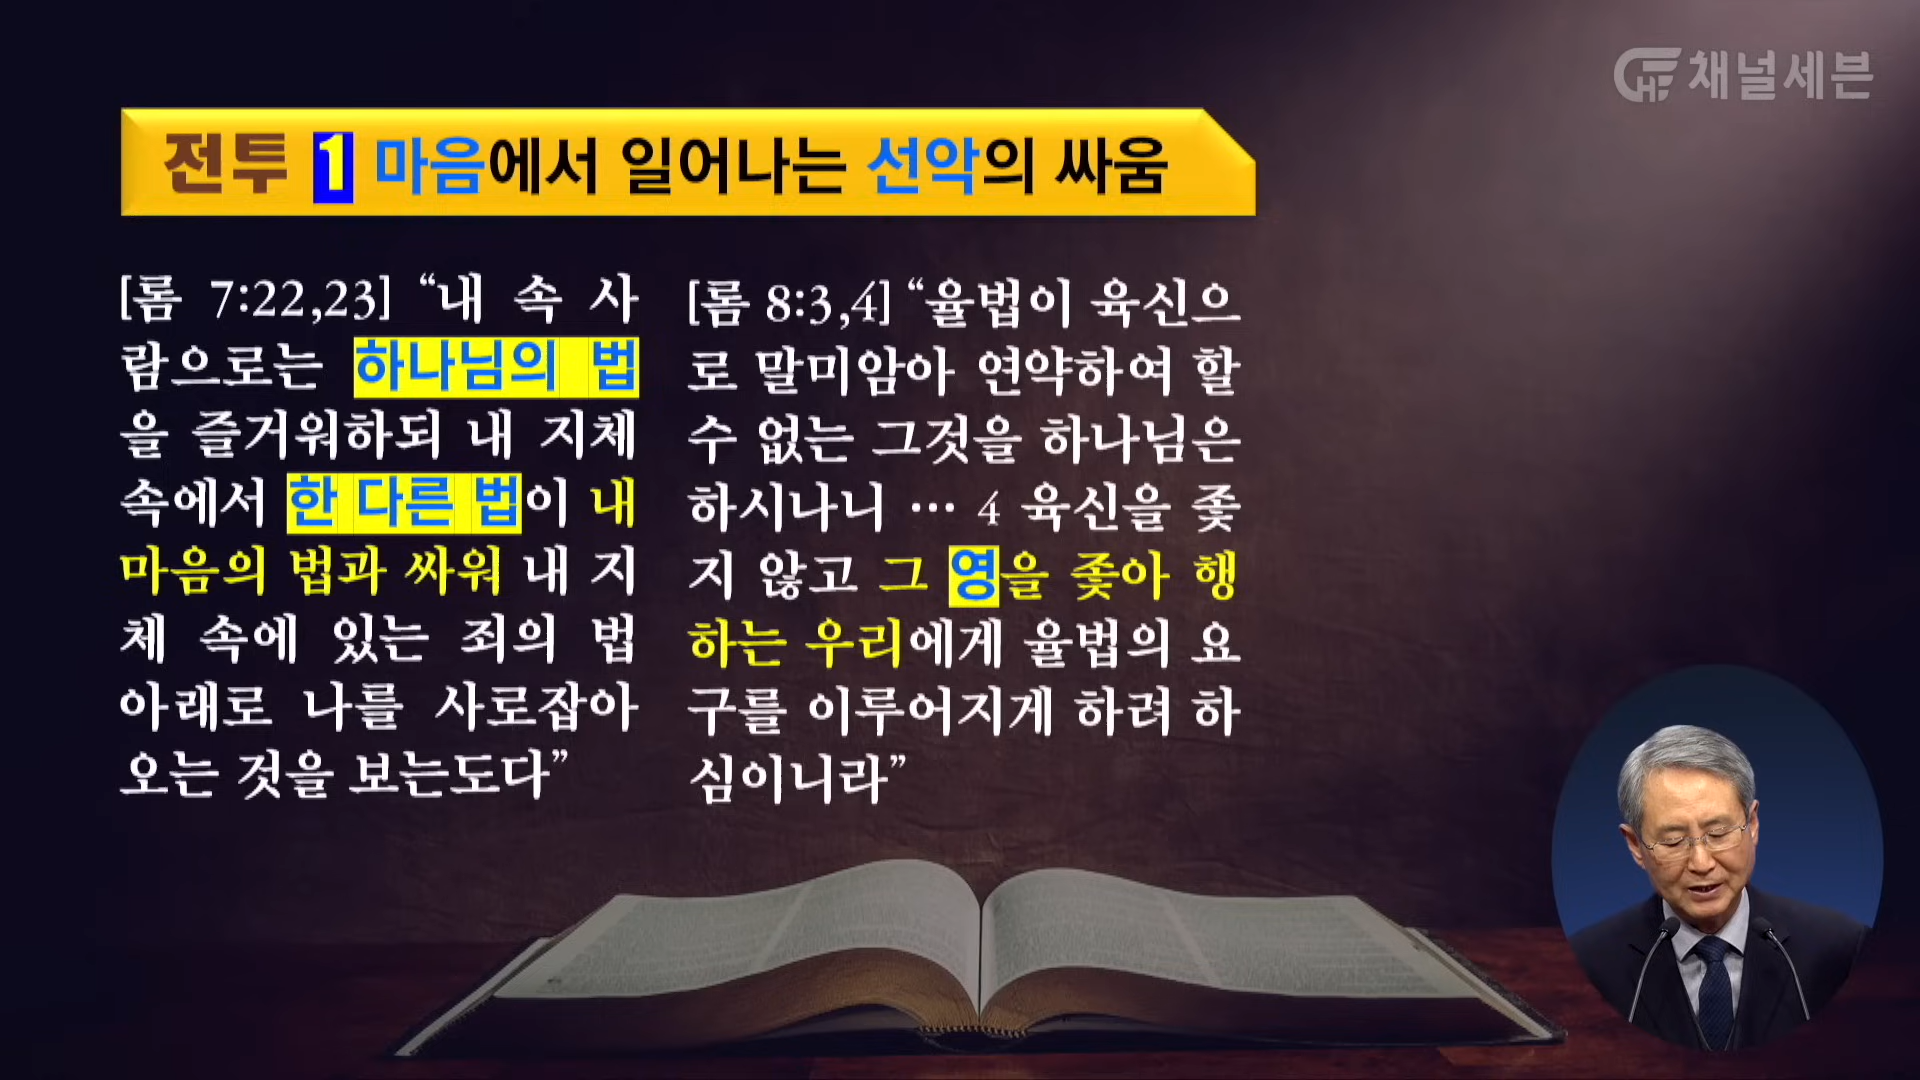 CH 채널세븐
전투 1 마음에서 일어나는 선악의 싸움
[롬 7:22,23] “내 속 사
람으로는 하나님의 법
을 즐거워하되 내 지체
속에서 한 다른 법이 내
마음의 법과 싸워 내 지
체 속에 있는 죄의 법
아래로 나를 사로잡아
오는 것을 보는도다”
[롬 8:3,4] “율법이 육신으
로 말미암아 연약하여 할
수 없는 그것을 하나님은
하시나니 … 4 육신을 좇
지 않고 그 영을 좇아 행
하는 우리에게 율법의 요
구를 이루어지게 하려 하
심이니라”